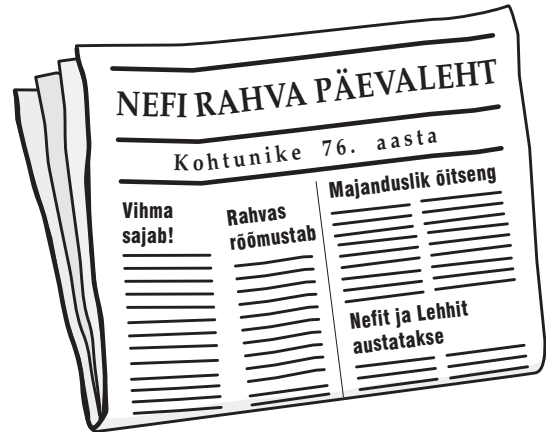 NEFI RAHVA PÄEVALEHT
Kohtunike 76. aasta
Vihma
sajab!
Rahvas
rõõmustab
Majanduslik õitseng
Nefit ja Lehhit
austatakse